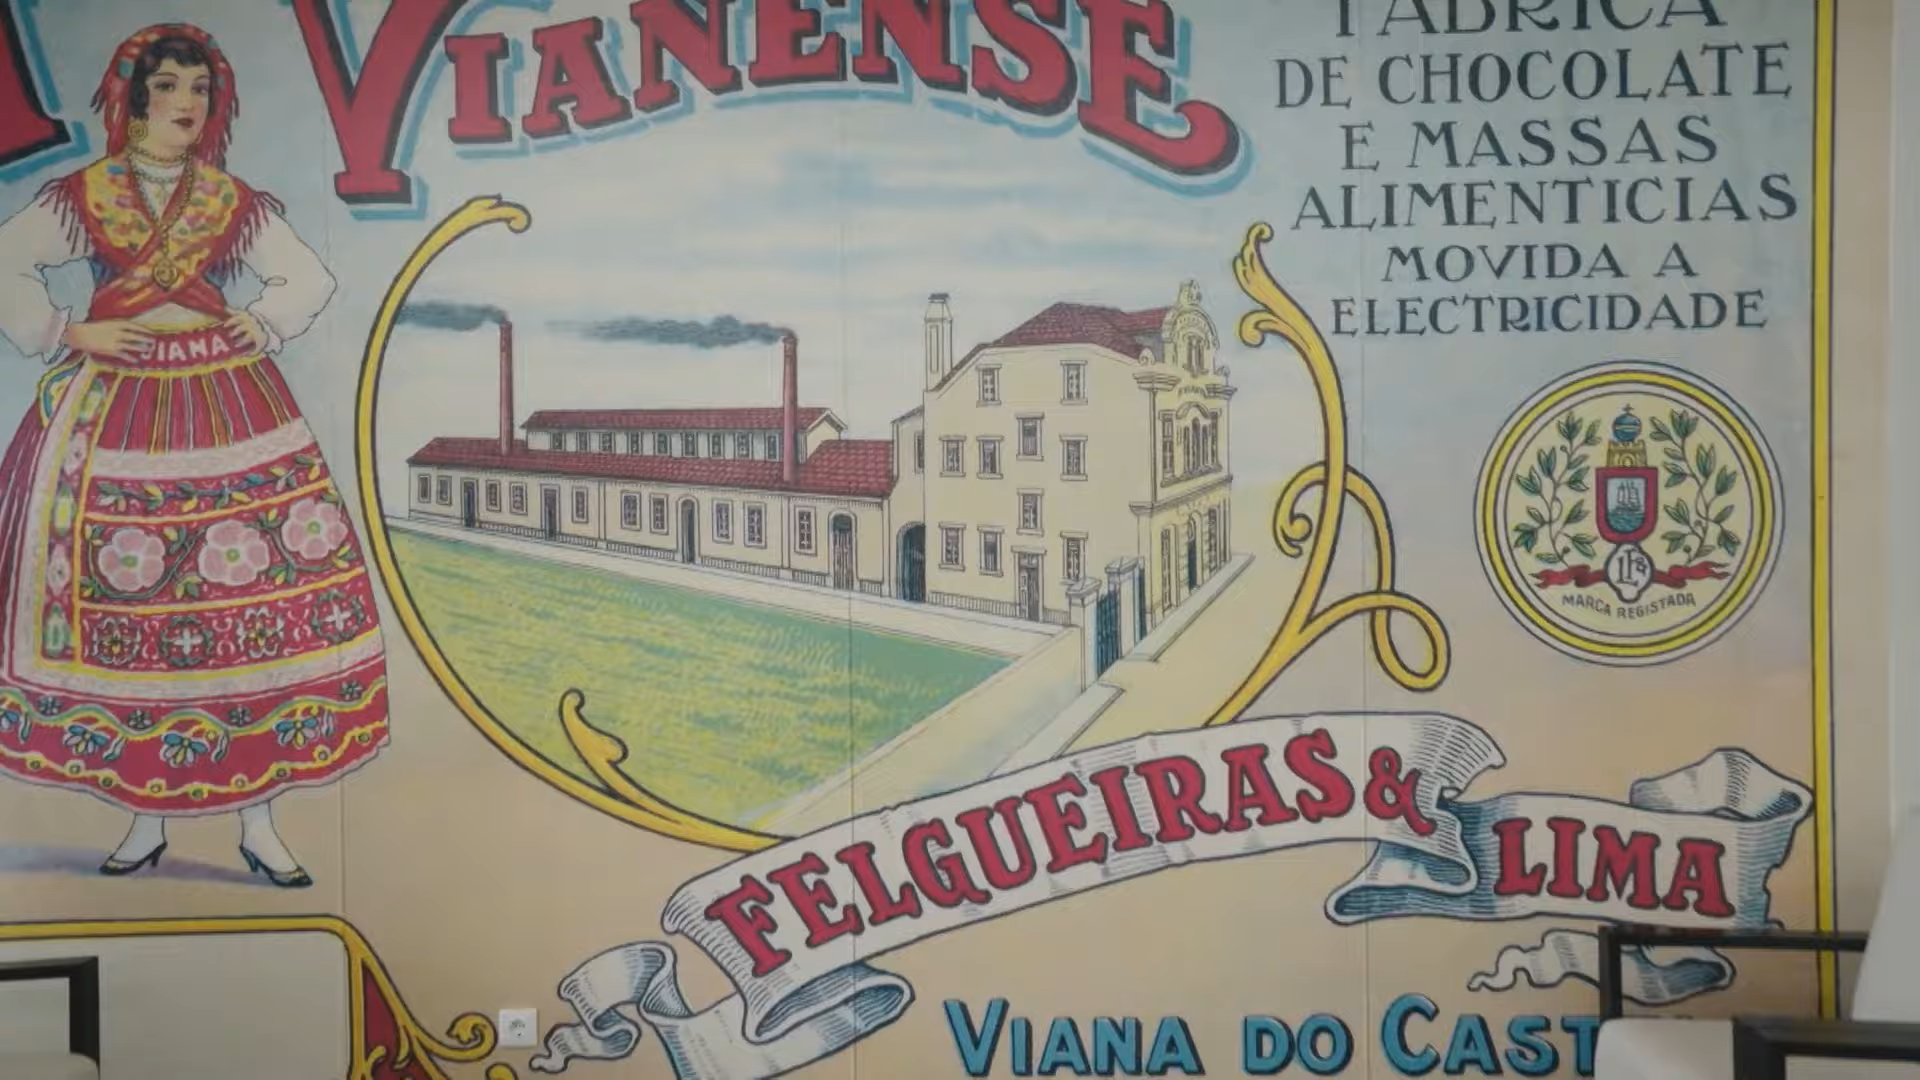 VIANENSE
FABRICA
DE CHOCOLATE
E MASSAS
ALIMENTICIAS
MOVIDA A
ELECTRICIDADE
VIANA
MARCA REGISTADA
FELGUEIRAS & LIMA
VIANA DO CAST